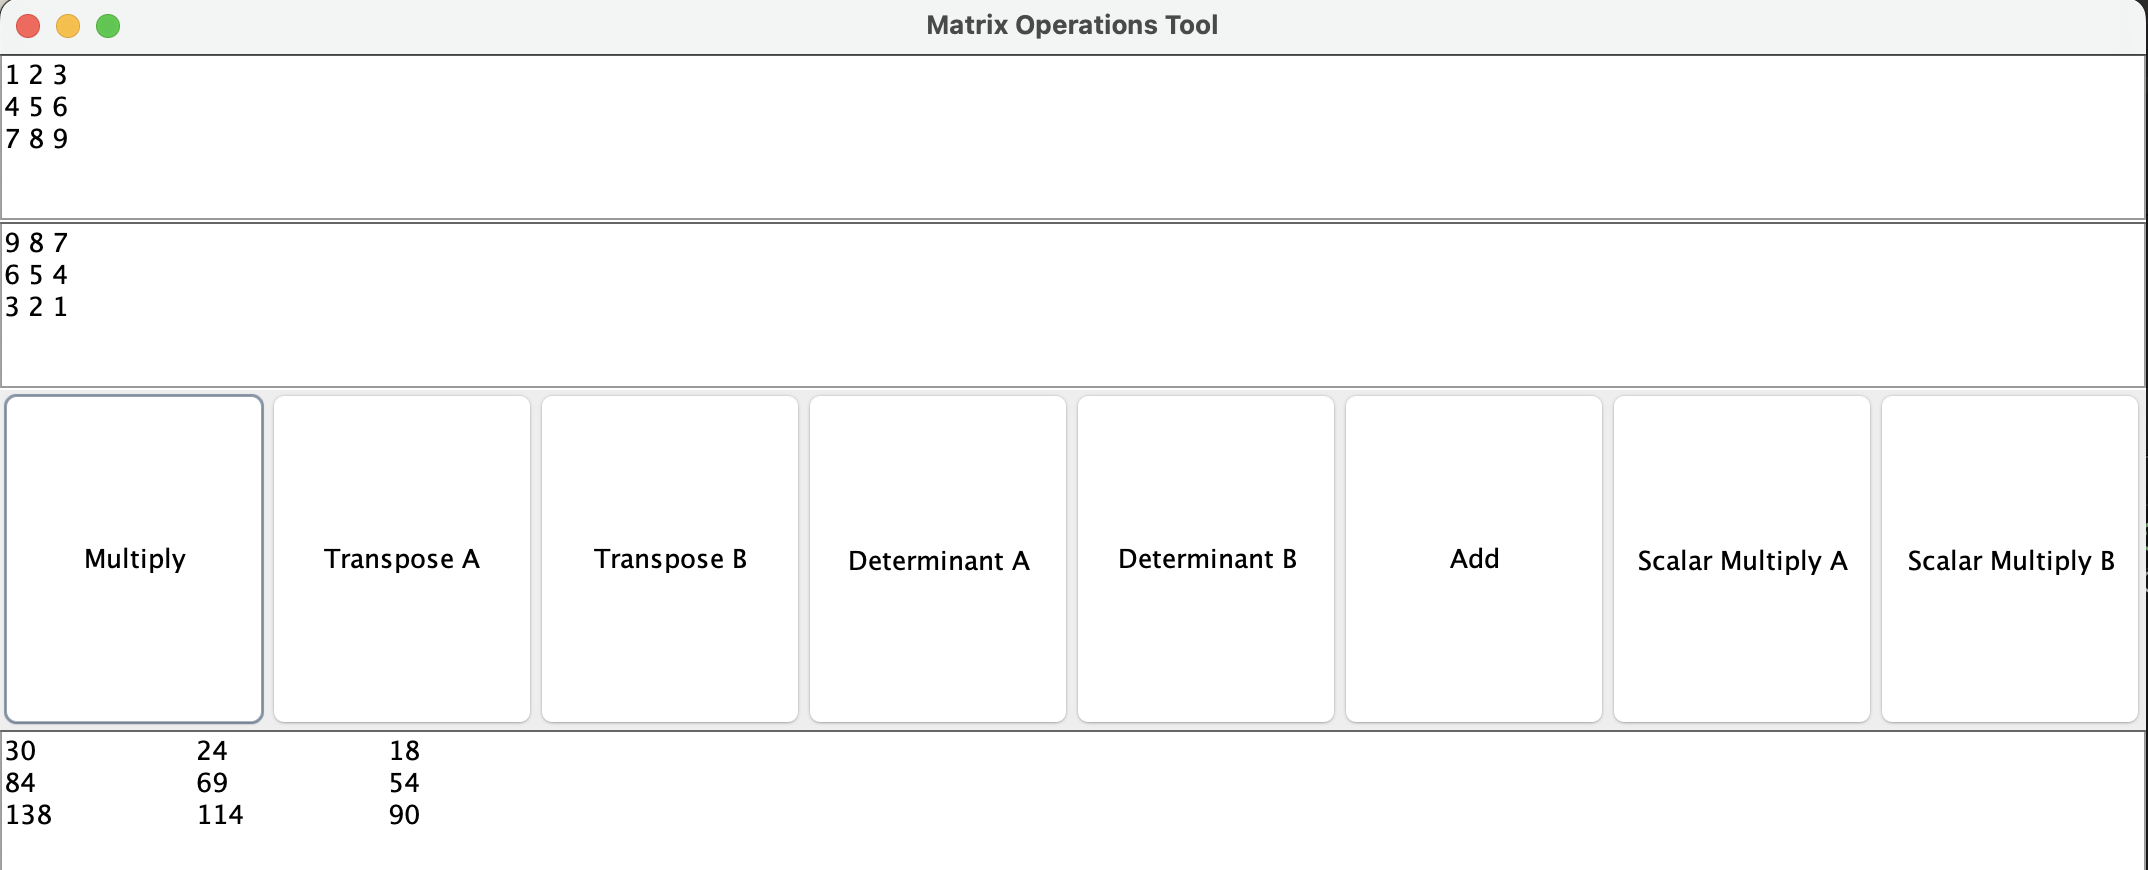 Matrix Operations Tool
1 2 3
4 5 6
7 8 9
9 8 7
6 5 4
3 2 1
Multiply Transpose A Transpose B Determinant A Determinant B Add Scalar Multiply A Scalar Multiply B
30 24 18
84 69 54
138 114 90